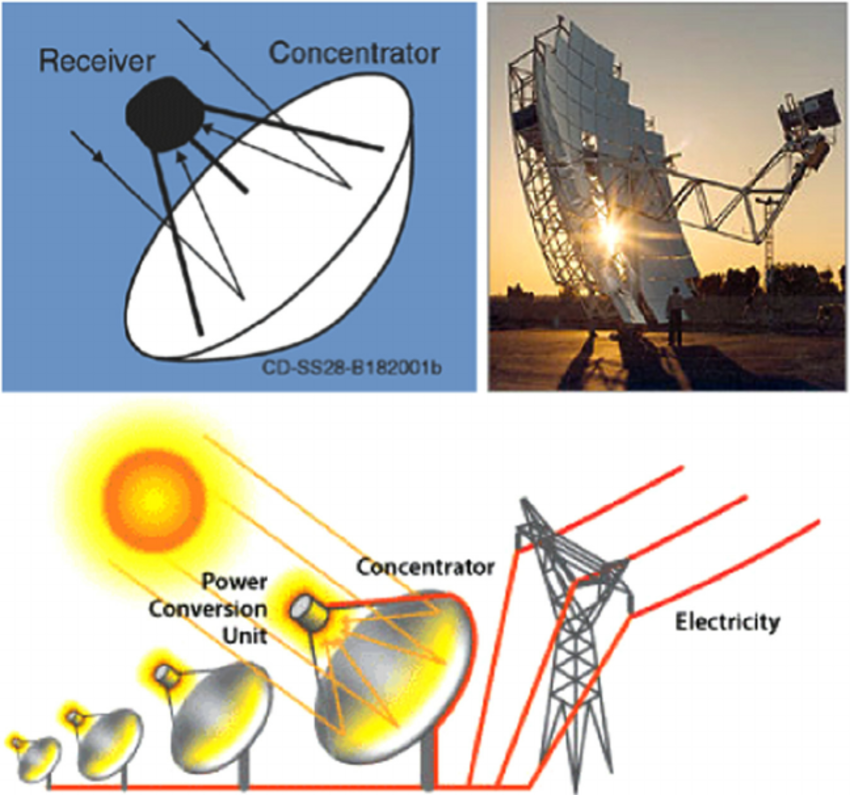 Receiver
Concentrator
CD-SS28-B182001b
Power
Conversion
Unit
Concentrator
Electricity